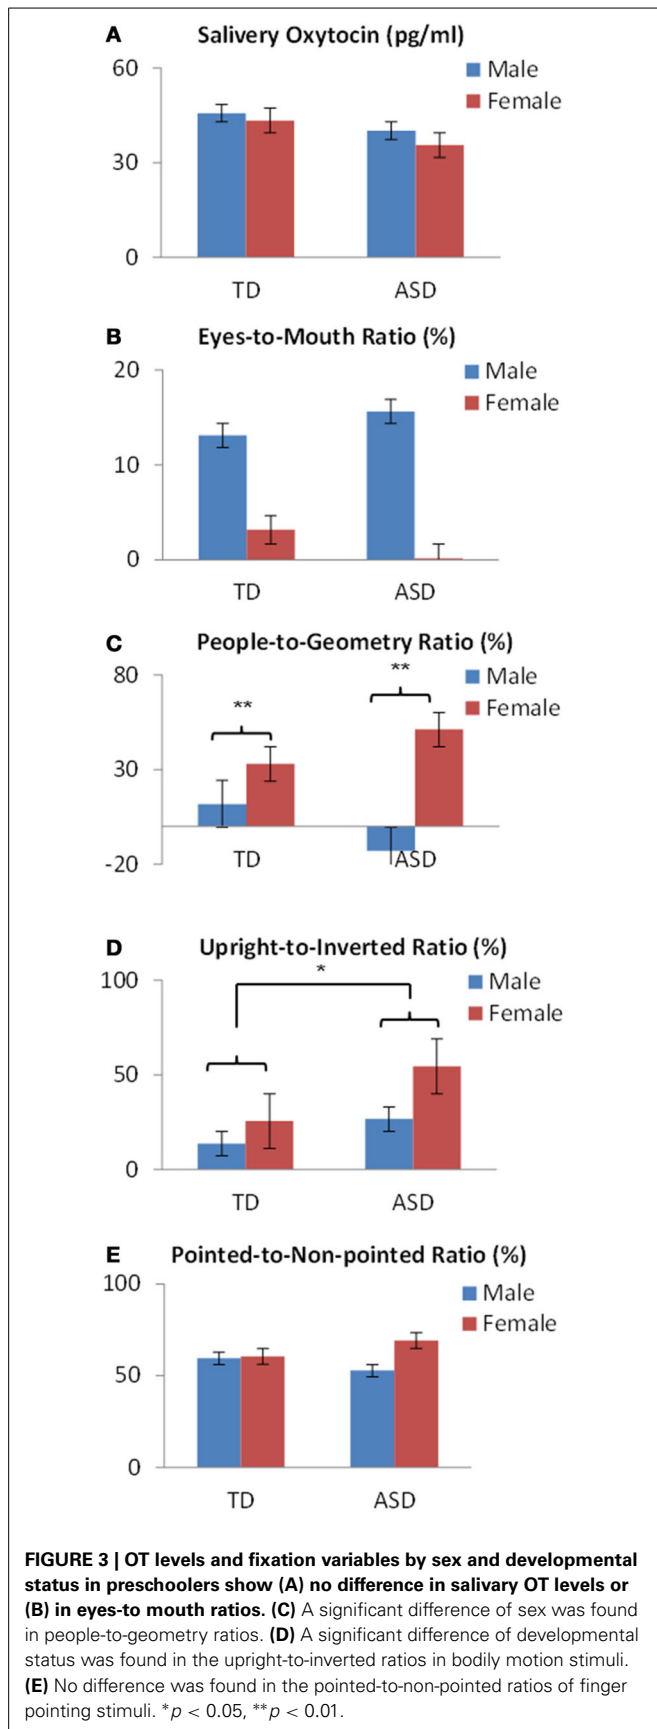 A Salivery Oxytocin (pg/ml)
60
Male
Female
30
0
TD ASD
B Eyes-to-Mouth Ratio (%)
20
Male
Female
10
0
TD ASD
C People-to-Geometry Ratio (%)
80
**
Male
**
Female
30
-20
TD ASD
D Upright-to-Inverted Ratio (%)
100
*
Male
Female
50
0
TD ASD
E Pointed-to-Non-pointed Ratio (%)
100
Male
Female
50
0
TD ASD
FIGURE 3 | OT levels and fixation variables by sex and developmental
status in preschoolers show (A) no difference in salivary OT levels or
(B) in eyes-to mouth ratios. (C) A significant difference of sex was found
in people-to-geometry ratios. (D) A significant difference of developmental
status was found in the upright-to-inverted ratios in bodily motion stimuli.
(E) No difference was found in the pointed-to-non-pointed ratios of finger
pointing stimuli. *p < 0.05, **p < 0.01.